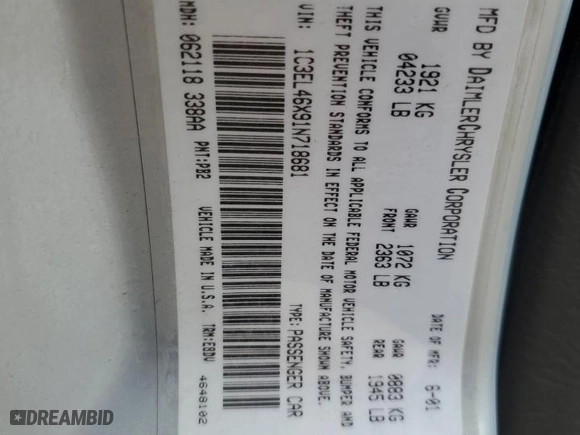 MFD BY DAIMLERCHRYSLER CORPORATION DATE OF MFR: 6-01
GVWR 1921 KG 04233 LB GAWR FRONT 1072 KG 2363 LB GAWR REAR 0883 KG 1945 LB
THIS VEHICLE CONFORMS TO ALL APPLICABLE FEDERAL MOTOR VEHICLE SAFETY, BUMPER AND
THEFT PREVENTION STANDARDS IN EFFECT ON THE DATE OF MANUFACTURE SHOWN ABOVE.
VIN: 1C3EL46X91N718681 TYPE: PASSENGER CAR
MDH: 062118 338AA PNT:PB2 VEHICLE MADE IN U.S.A. TRM:E8DV 4648102
DREAMBID